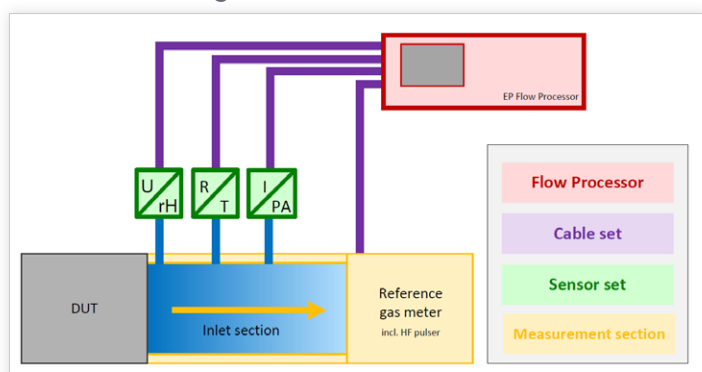 EP Flow Processor
U
rH
R
T
I
PA
DUT
Inlet section
Reference
gas meter
incl. HF pulser
Flow Processor
Cable set
Sensor set
Measurement section